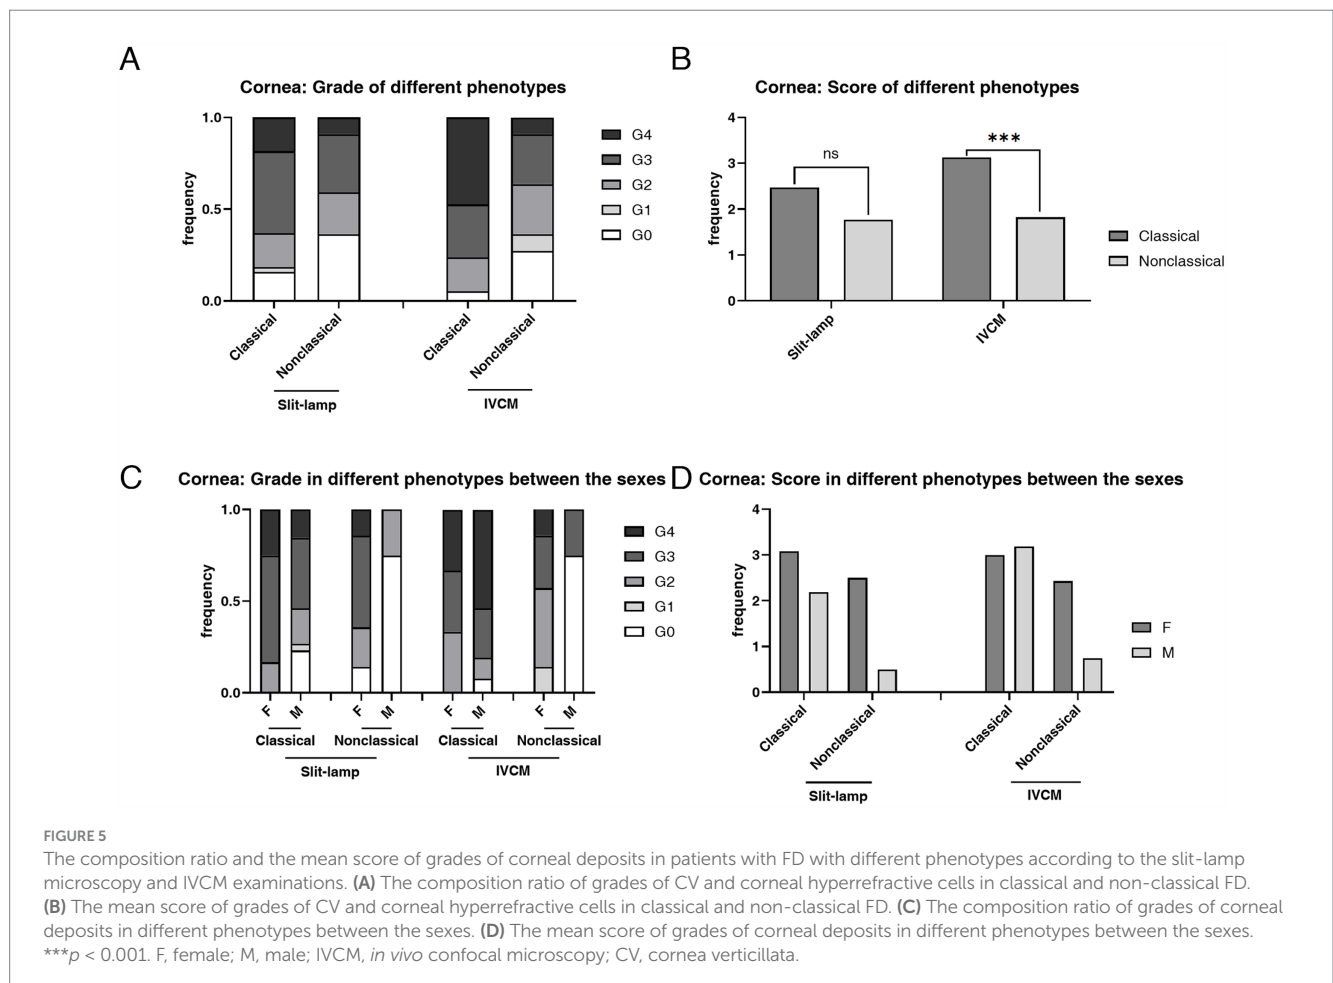 A
Cornea: Grade of different phenotypes
frequency
1.0
0.5
0.0
Classical
Nonclassical
Classical
Nonclassical
Slit-lamp
IVCM
G4
G3
G2
G1
G0
B
Cornea: Score of different phenotypes
frequency
4
3
2
1
0
ns
***
Slit-lamp
IVCM
Classical
Nonclassical
C
Cornea: Grade in different phenotypes between the sexes
frequency
1.0
0.5
0.0
F
M
F
M
F
M
F
M
Classical
Nonclassical
Classical
Nonclassical
Slit-lamp
IVCM
G4
G3
G2
G1
G0
D
Cornea: Score in different phenotypes between the sexes
frequency
4
3
2
1
0
Classical
Nonclassical
Classical
Nonclassical
Slit-lamp
IVCM
F
M
FIGURE 5
The composition ratio and the mean score of grades of corneal deposits in patients with FD with different phenotypes according to the slit-lamp
microscopy and IVCM examinations. (A) The composition ratio of grades of CV and corneal hyperrefractive cells in classical and non-classical FD.
(B) The mean score of grades of CV and corneal hyperrefractive cells in classical and non-classical FD. (C) The composition ratio of grades of corneal
deposits in different phenotypes between the sexes. (D) The mean score of grades of corneal deposits in different phenotypes between the sexes.
***p < 0.001. F, female; M, male; IVCM, in vivo confocal microscopy; CV, cornea verticillata.